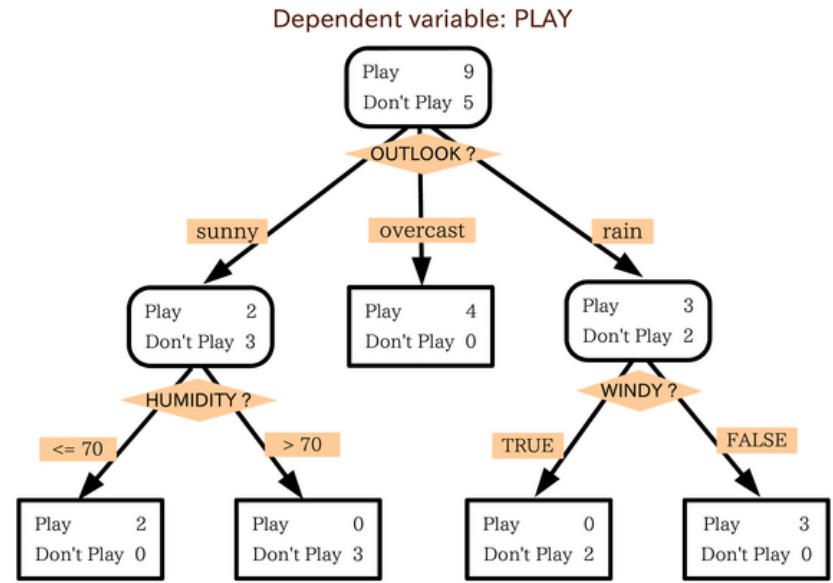 Dependent variable: PLAY
Play 9
Don't Play 5
OUTLOOK ?
sunny
overcast
rain
Play 2
Don't Play 3
Play 4
Don't Play 0
Play 3
Don't Play 2
HUMIDITY ?
WINDY ?
<= 70
> 70
TRUE
FALSE
Play 2
Don't Play 0
Play 0
Don't Play 3
Play 0
Don't Play 2
Play 3
Don't Play 0